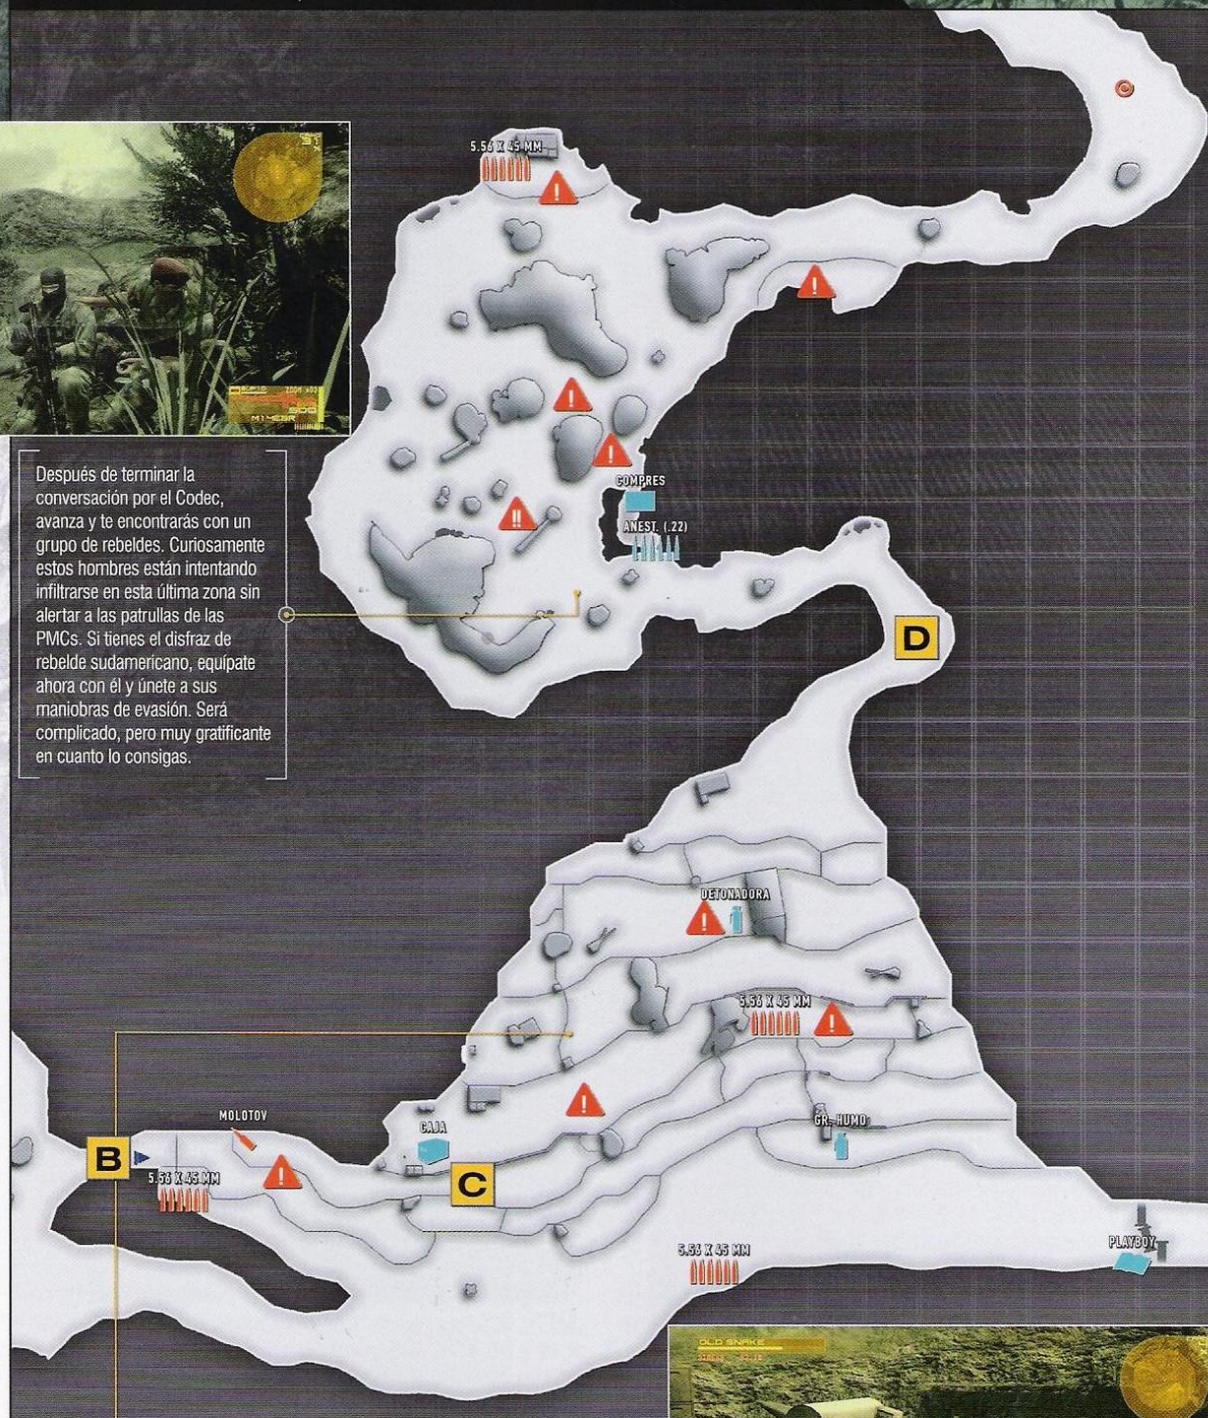 5.56 X 45 MM
COMPRES
ANEST. (.22)
Después de terminar la
conversación por el Codec,
avanza y te encontrarás con un
grupo de rebeldes. Curiosamente
estos hombres están intentando
infiltrarse en esta última zona sin
alertar a las patrullas de las
PMCs. Si tienes el disfraz de
rebelde sudamericano, equípate
ahora con él y únete a sus
maniobras de evasión. Será
complicado, pero muy gratificante
en cuanto lo consigas.
D
DETONADORA
5.56 X 45 MM
MOLOTOV
CAJA
GR. HUMO
B
5.56 X 45 MM
C
5.56 X 45 MM
PLAYBOY
OLD SNAKE